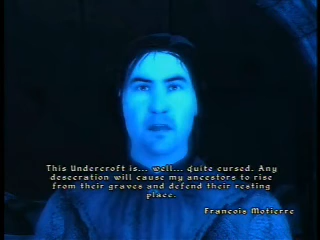 This Undercroft is... well... quite cursed. Any
desecration will cause my ancestors to rise
from their graves and defend their resting
place.
Francois Motierre